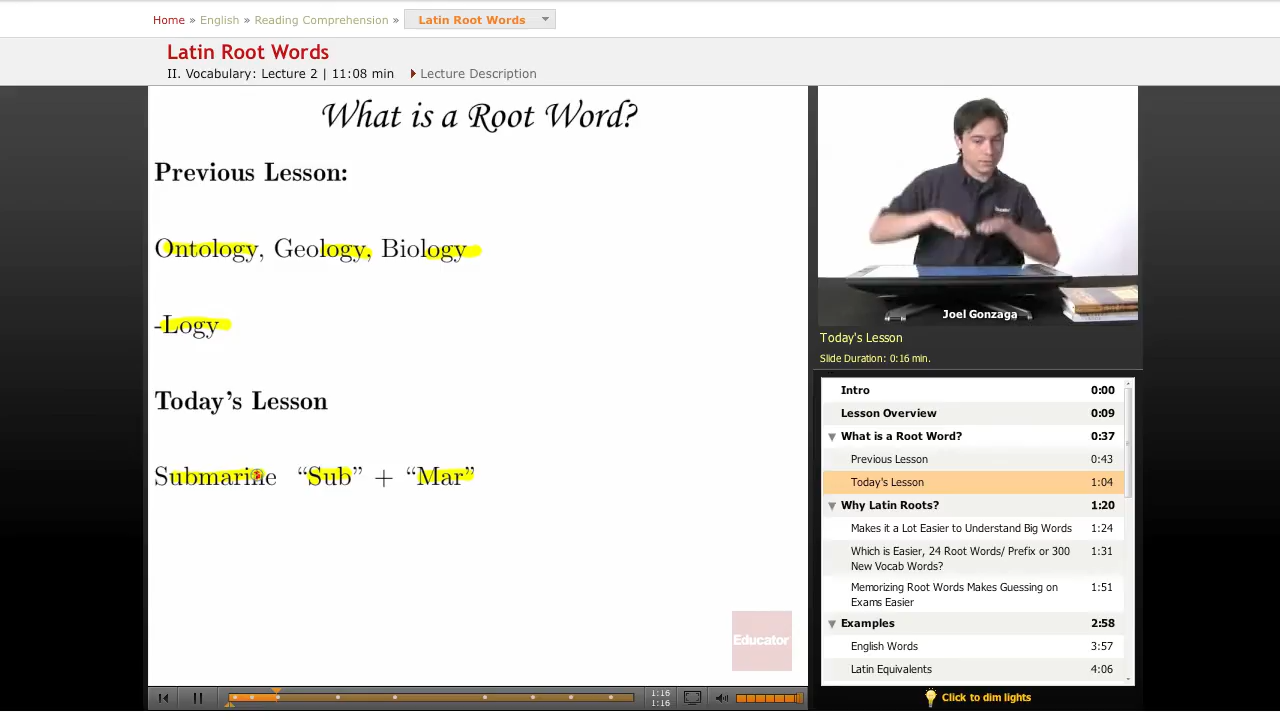 Home » English » Reading Comprehension » Latin Root Words
Latin Root Words
II. Vocabulary: Lecture 2 | 11:08 min Lecture Description
What is a Root Word?
Previous Lesson:
Ontology, Geology, Biology
-Logy
Today's Lesson
Submarine “Sub” + “Mar”
Educator
Joel Gonzaga
Today's Lesson
Slide Duration: 0:16 min.
Intro 0:00
Lesson Overview 0:09
What is a Root Word? 0:37
Previous Lesson 0:43
Today's Lesson 1:04
Why Latin Roots? 1:20
Makes it a Lot Easier to Understand Big Words 1:24
Which is Easier, 24 Root Words/ Prefix or 300 1:31
New Vocab Words?
Memorizing Root Words Makes Guessing on 1:51
Exams Easier
Examples 2:58
English Words 3:57
Latin Equivalents 4:06
1:16
1:16
Click to dim lights